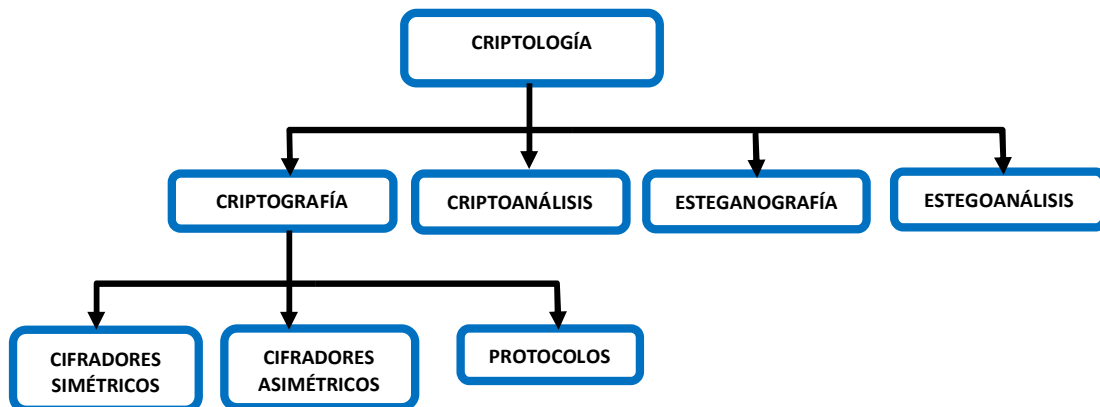 CRIPTOLOGÍA
CRIPTOGRAFÍA
CRIPTOANÁLISIS
ESTEGANOGRAFÍA
ESTEGOANÁLISIS
CIFRADORES
SIMÉTRICOS
CIFRADORES
ASIMÉTRICOS
PROTOCOLOS